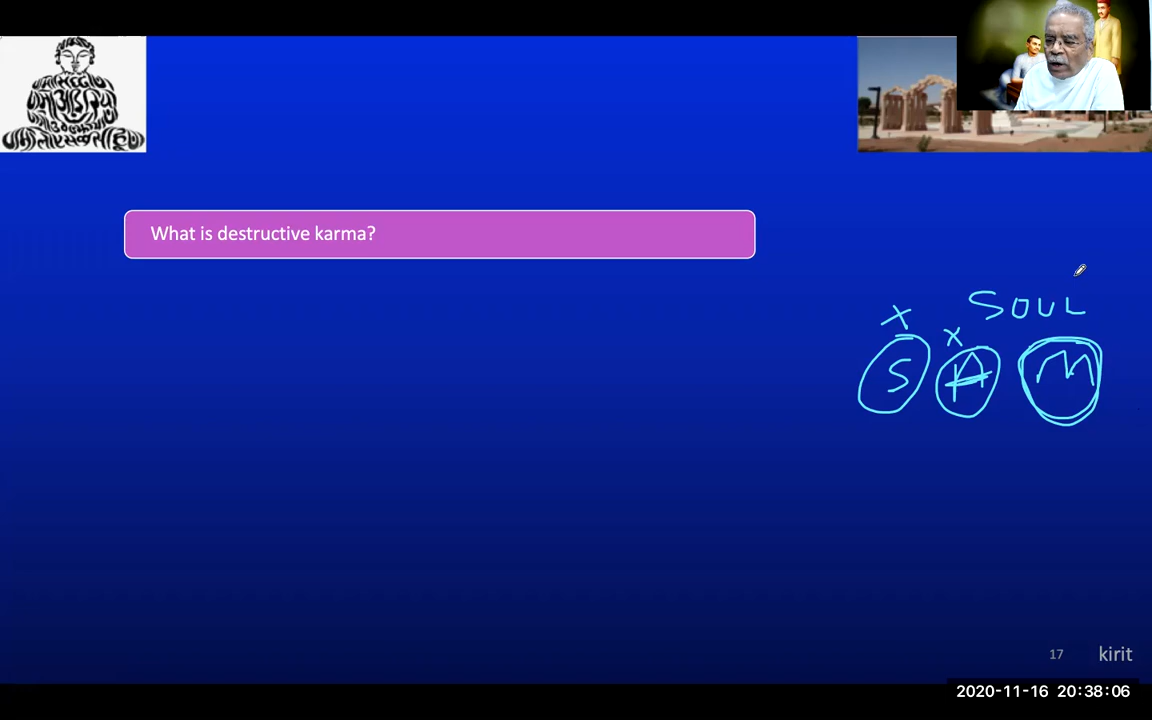 What is destructive karma?
SOUL
X X
S A M
17 kirit
2020-11-16 20:38:06